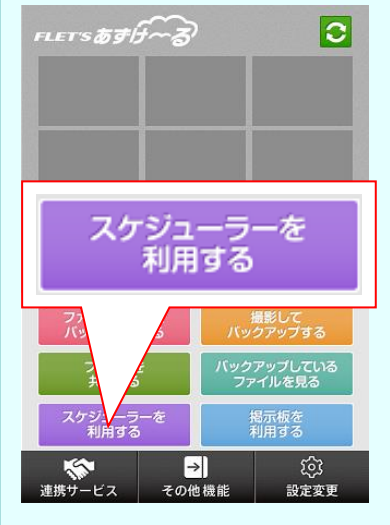 FLET'S あずけ～る
スケジューラーを
利用する
撮影して
バックアップする
バックアップしている
ファイルを見る
スケジューラーを
利用する
掲示板を
利用する
連携サービス
その他機能
設定変更